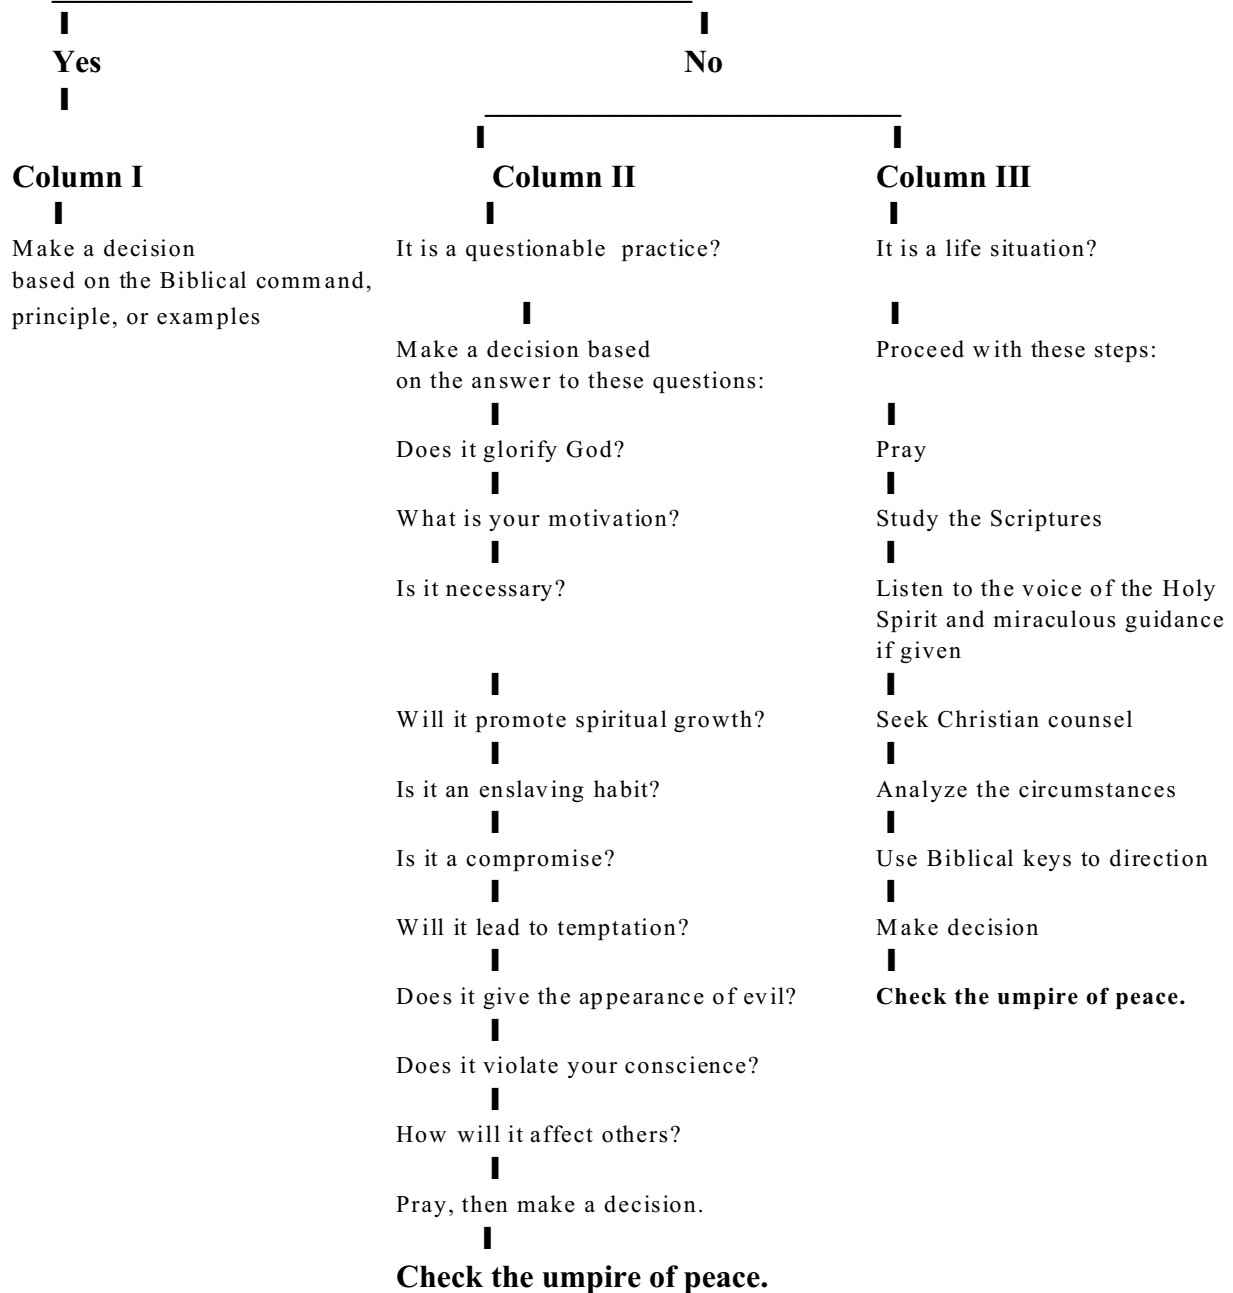 Yes
No
Column I
Column II
Column III
Make a decision
based on the Biblical command,
principle, or examples
It is a questionable practice?
Make a decision based
on the answer to these questions:
Does it glorify God?
What is your motivation?
Is it necessary?
Will it promote spiritual growth?
Is it an enslaving habit?
Is it a compromise?
Will it lead to temptation?
Does it give the appearance of evil?
Does it violate your conscience?
How will it affect others?
Pray, then make a decision.
Check the umpire of peace.
It is a life situation?
Proceed with these steps:
Pray
Study the Scriptures
Listen to the voice of the Holy
Spirit and miraculous guidance
if given
Seek Christian counsel
Analyze the circumstances
Use Biblical keys to direction
Make decision
Check the umpire of peace.